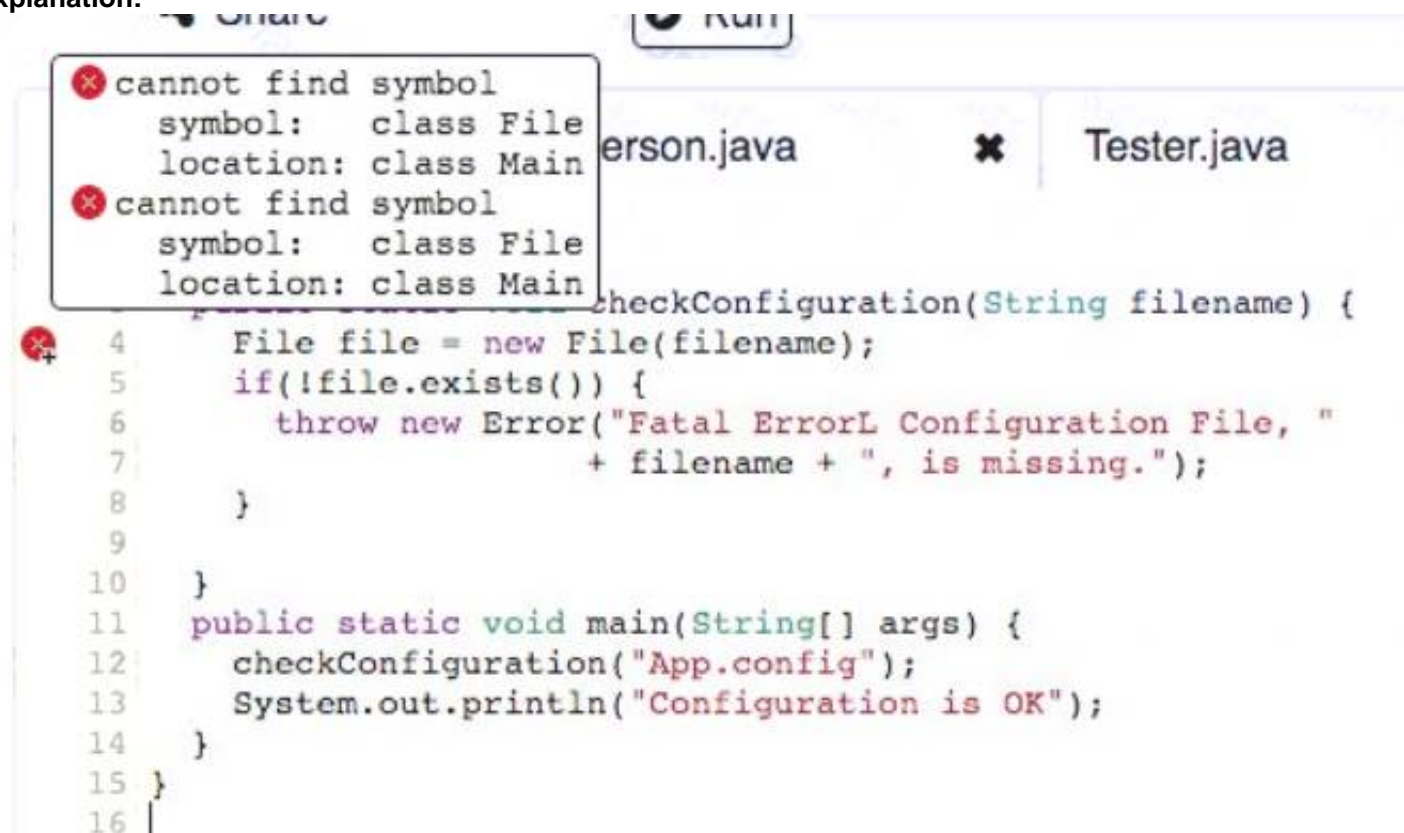 xplanation:
Share
Run
cannot find symbol
symbol: class File
location: class Main
cannot find symbol
symbol: class File
location: class Main
erson.java ✖ Tester.java
checkConfiguration(String filename) {
4 File file = new File(filename);
5 if(!file.exists()) {
6 throw new Error("Fatal ErrorL Configuration File, "
7 + filename + ", is missing.");
8 }
9
10 }
11 public static void main(String[] args) {
12 checkConfiguration("App.config");
13 System.out.println("Configuration is OK");
14 }
15 }
16